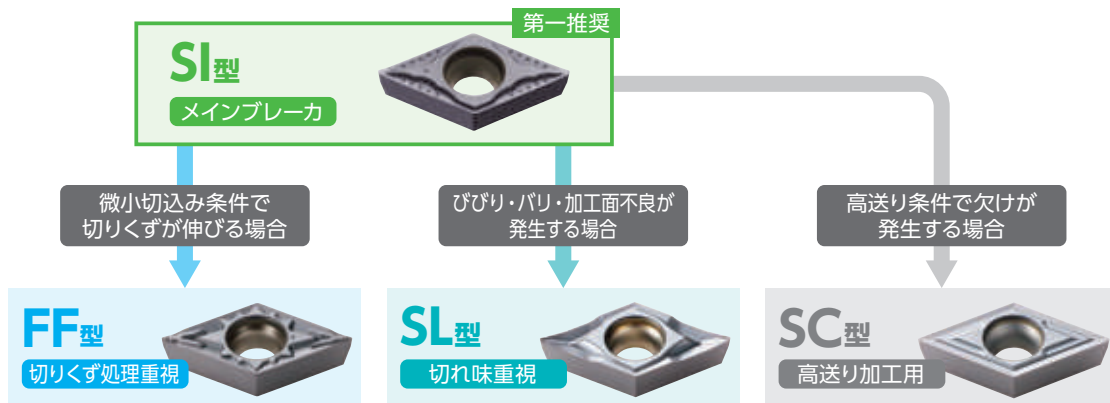 第一推奨
SI型
メインブレーカ
微小切込み条件で
切りくずが伸びる場合
びびり・バリ・加工面不良が
発生する場合
高送り条件で欠けが
発生する場合
FF型
切りくず処理重視
SL型
切れ味重視
SC型
高送り加工用